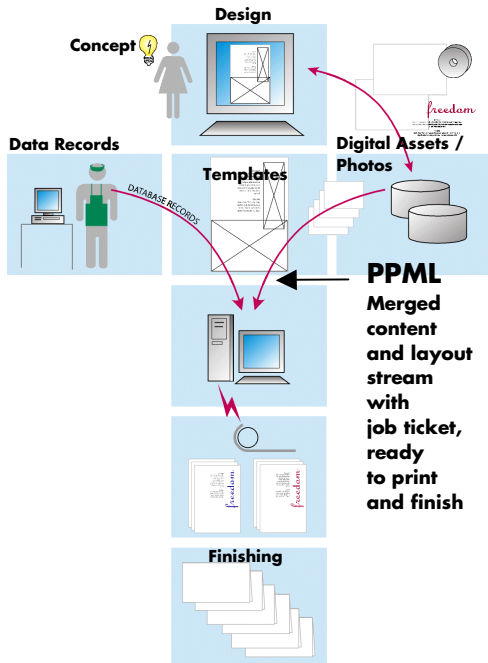 Design
Concept
freedom
Data Records
Templates
Digital Assets /
Photos
DATABASE RECORDS
PPML
Merged
content
and layout
stream
with
job ticket,
ready
to print
and finish
freedom
freedom
Finishing